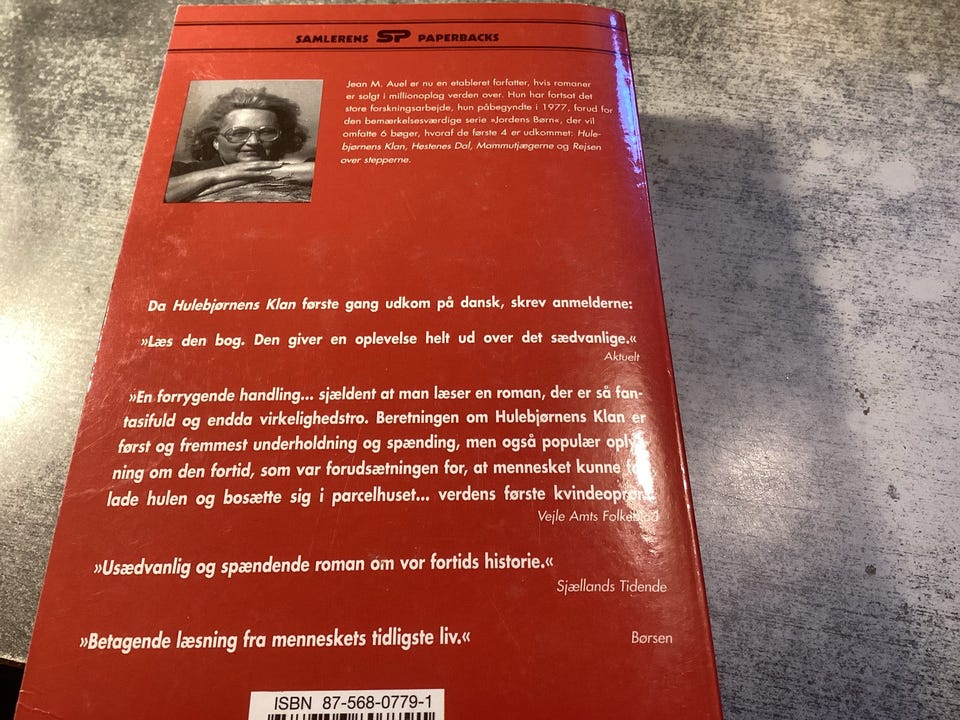 SAMLERENS SP PAPERBACKS
Jean M. Auel er nu en etableret forfatter, hvis romaner
er solgt i millionoplag verden over. Hun har fortsat det
store forskningsarbejde, hun påbegyndte i 1977, forud for
den bemærkelsesværdige serie »Jordens Børn«, der vil
omfatte 6 bøger, hvoraf de første 4 er udkommet: Hule-
bjørnens Klan, Hestenes Dal, Mammutjægerne og Rejsen
over stepperne.
Da Hulebjørnens Klan første gang udkom på dansk, skrev anmelderne:
»Læs den bog. Den giver en oplevelse helt ud over det sædvanlige.«
Aktuelt
»En forrygende handling... sjældent at man læser en roman, der er så fan-
tasifuld og endda virkelighedstro. Beretningen om Hulebjørnens Klan er
først og fremmest underholdning og spænding, men også populær oplys-
ning om den fortid, som var forudsætningen for, at mennesket kunne
lade hulen og bosætte sig i parcelhuset... verdens første kvindeoprør.«
Vejle Amts Folkeblad
»Usædvanlig og spændende roman om vor fortids historie.«
Sjællands Tidende
»Betagende læsning fra menneskets tidligste liv.«
Børsen
ISBN 87-568-0779-1